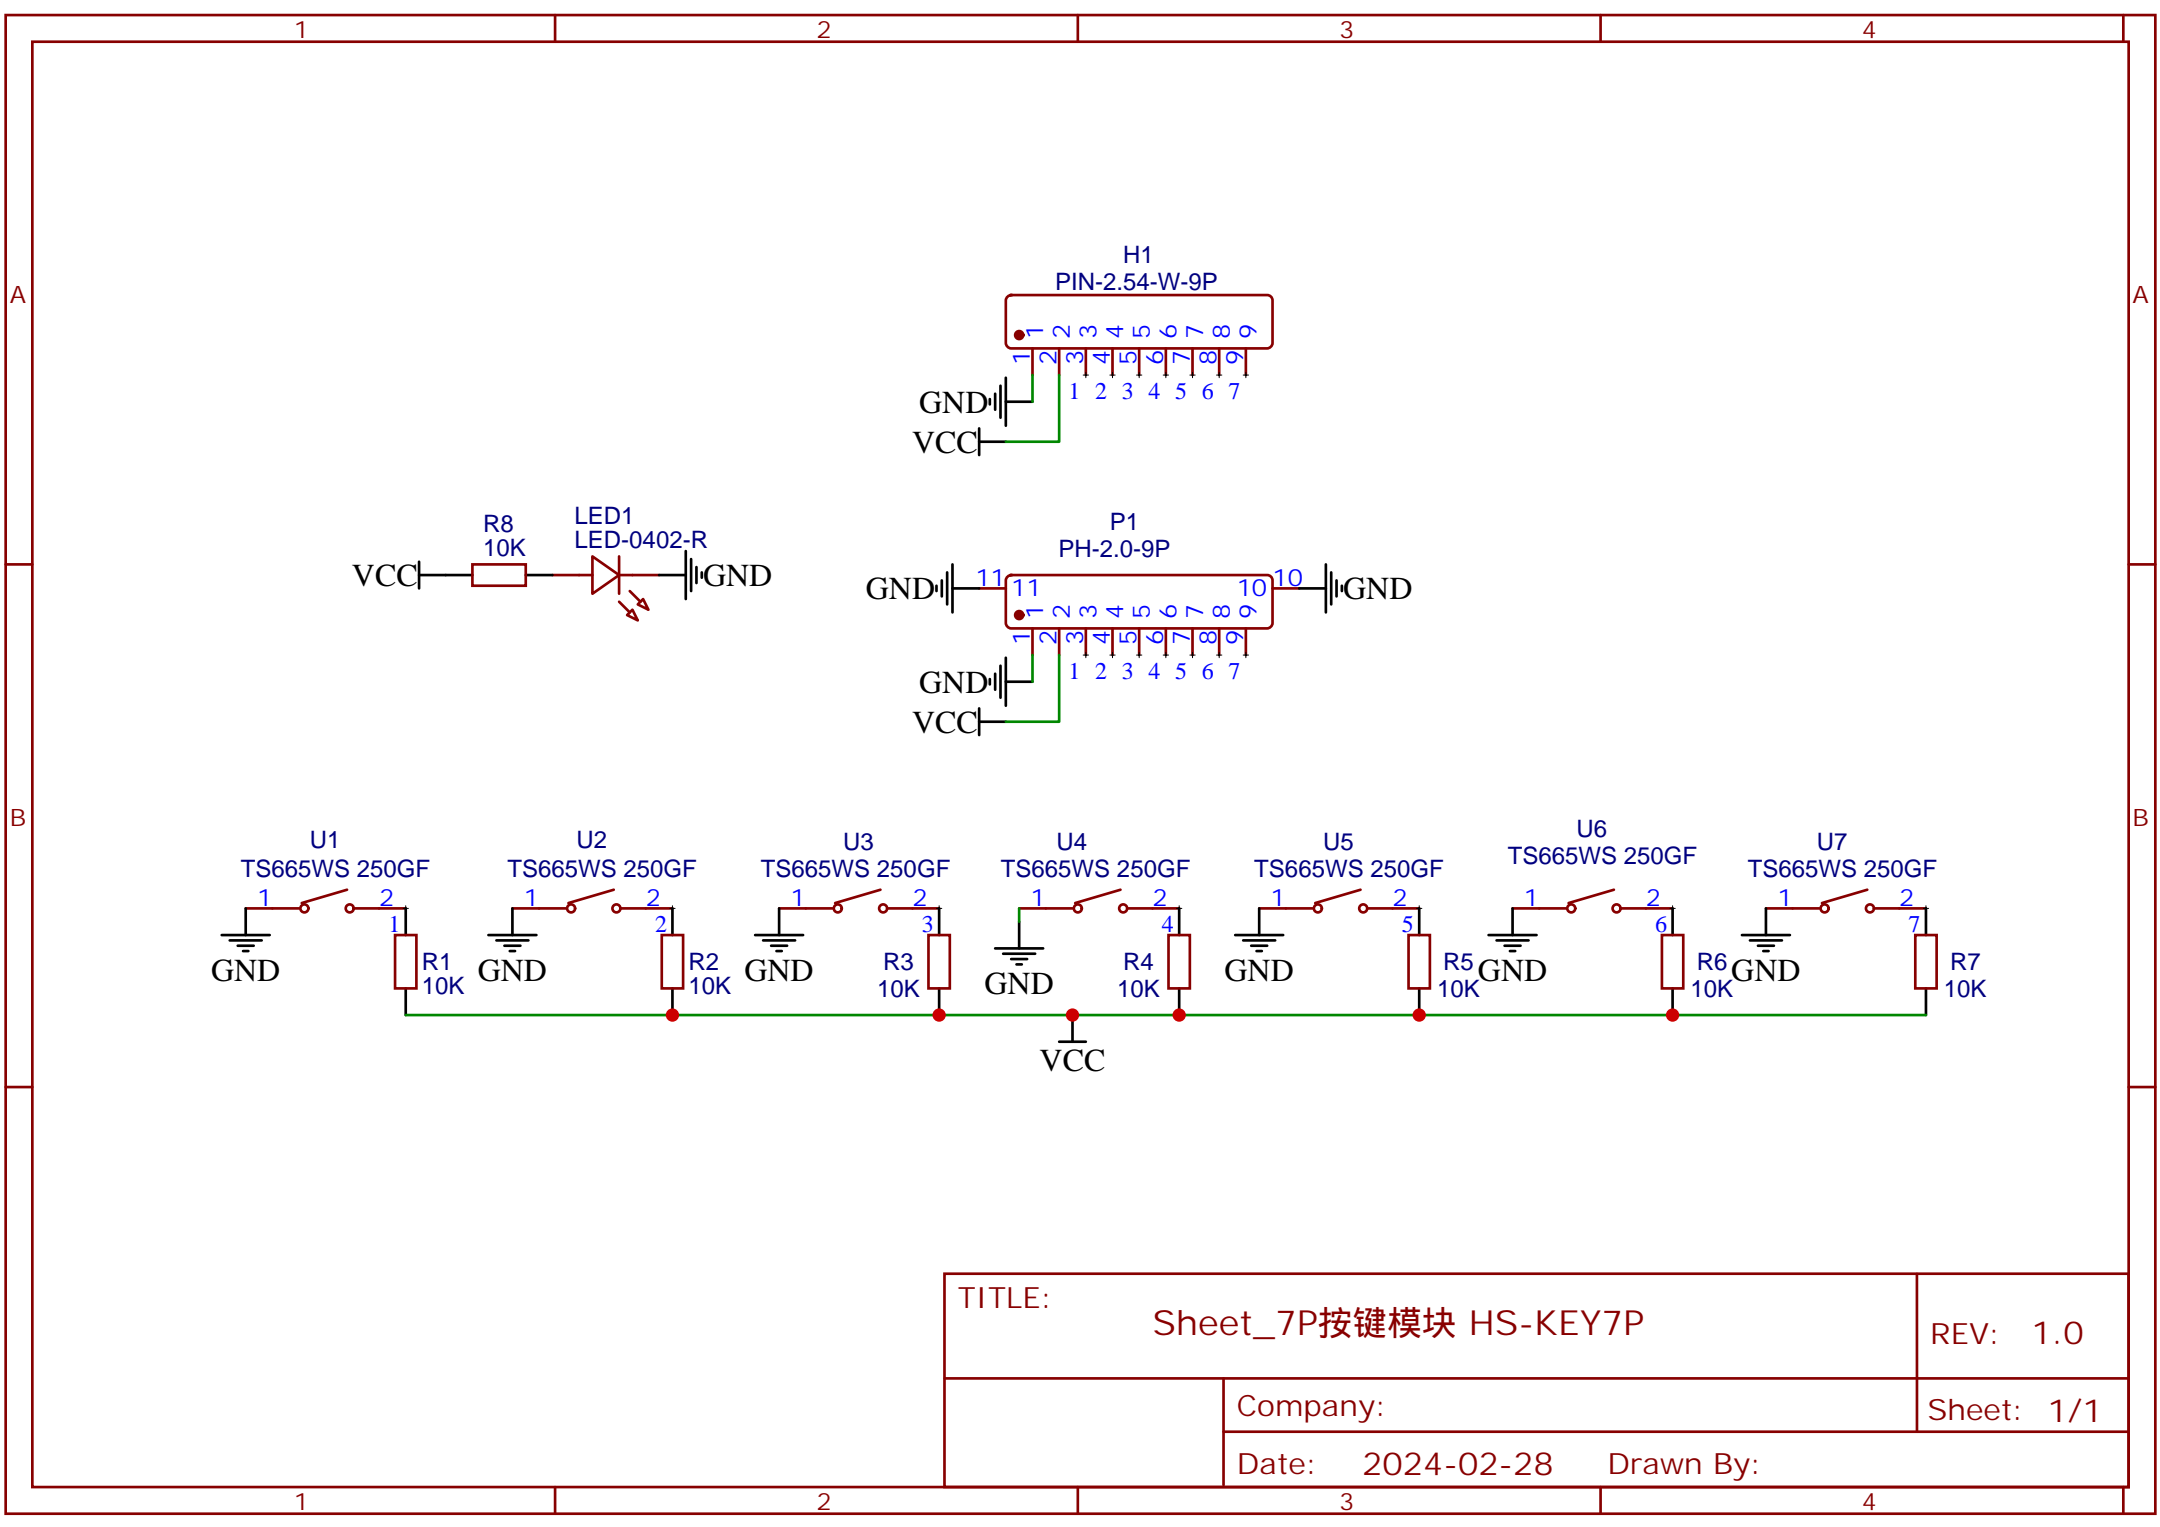 1 2 3 4
H1
PIN-2.54-W-9P
A A
1 2 3 4 5 6 7 8 9
1 2 3 4 5 6 7 8 9
1 2 3 4 5 6 7
GND
VCC
R8
10K
LED1
LED-0402-R
VCC GND
P1
PH-2.0-9P
GND 11 11 10 10 GND
1 2 3 4 5 6 7 8 9
1 2 3 4 5 6 7 8 9
1 2 3 4 5 6 7
GND
VCC
B B
U1 U2 U3 U4 U5 U6 U7
TS665WS 250GF TS665WS 250GF TS665WS 250GF TS665WS 250GF TS665WS 250GF TS665WS 250GF TS665WS 250GF
1 2 1 2 1 2 1 2 1 2 1 2 1 2
1 2 3 4 5 6 7
R1 R2 R3 R4 R5 R6 R7
GND GND GND GND GND GND GND
10K 10K 10K 10K 10K 10K 10K
VCC
TITLE:
Sheet_7P按键模块 HS-KEY7P
REV: 1.0
Company:
Sheet: 1/1
Date: 2024-02-28 Drawn By:
1 2 3 4